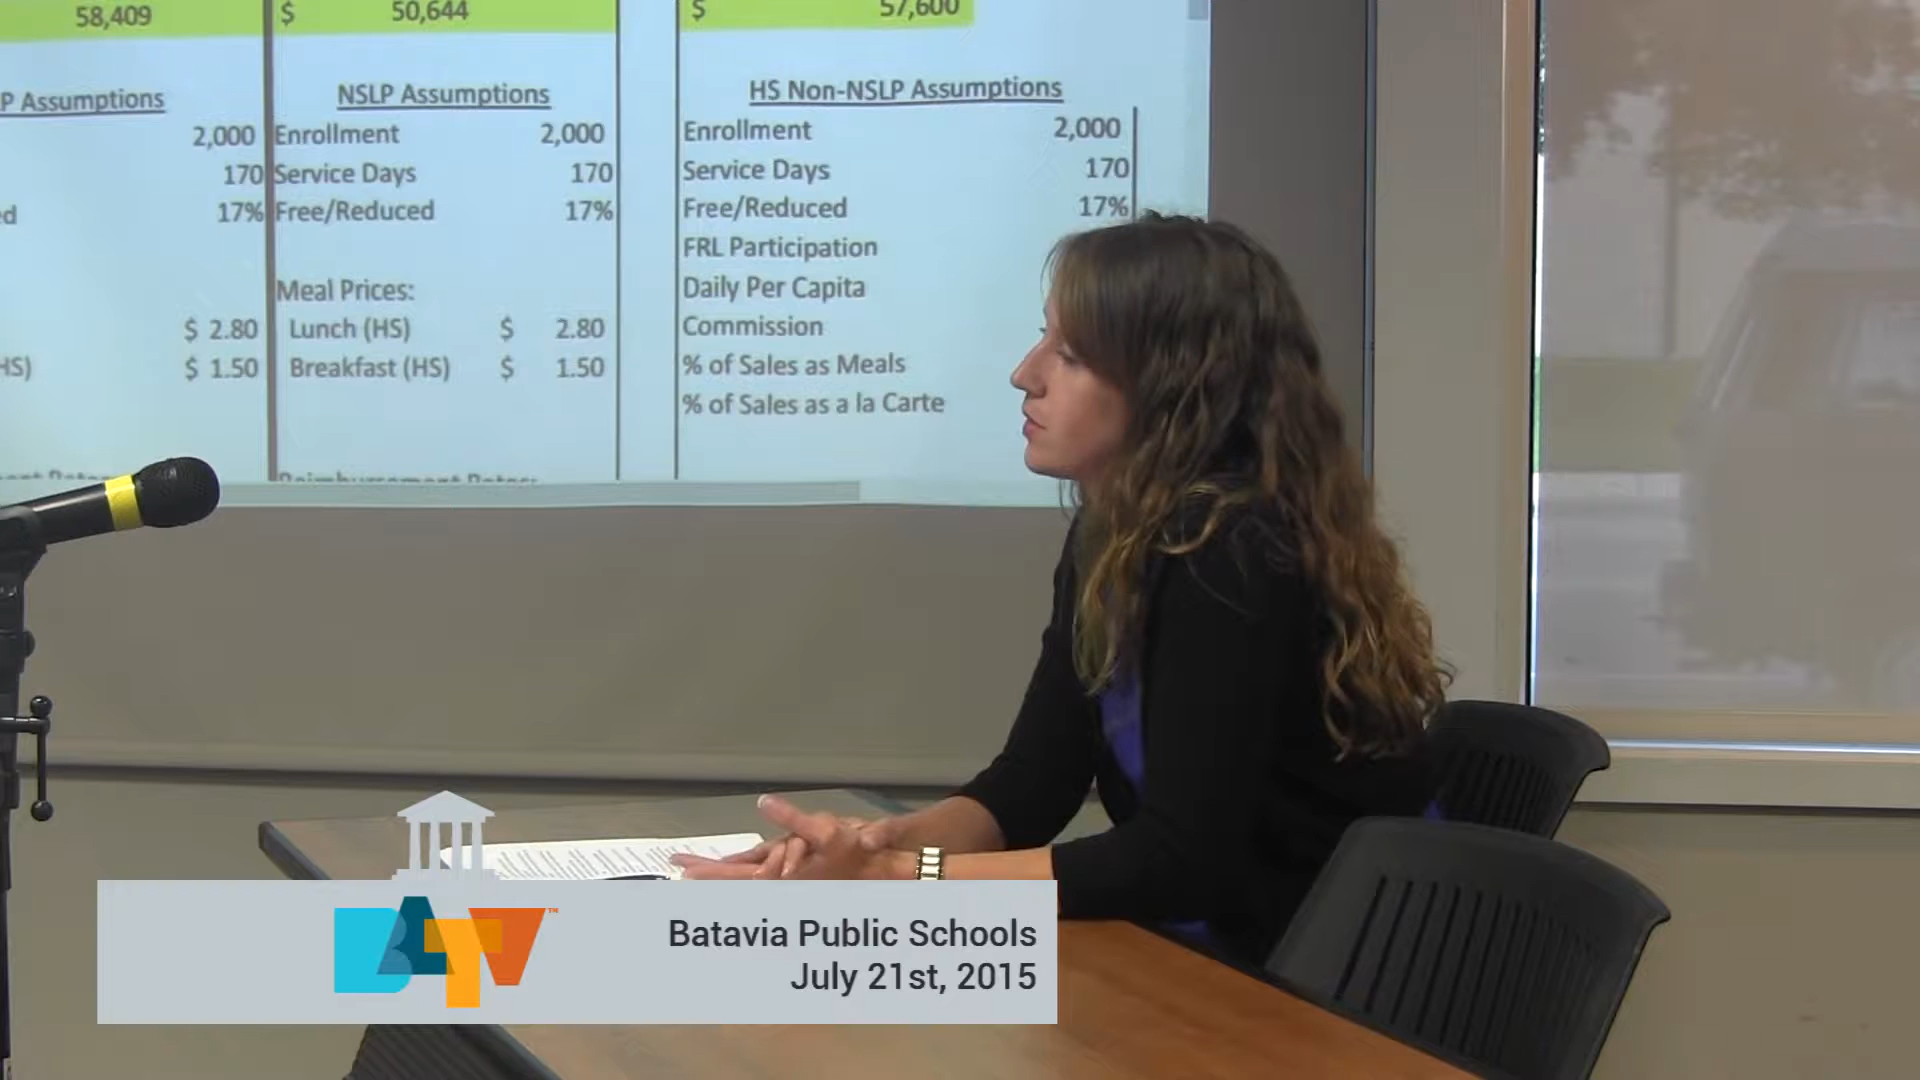 58,409
$ 50,644
$ 57,600
P Assumptions
2,000
170
ed 17%
$ 2.80
HS) $ 1.50
NSLP Assumptions
Enrollment 2,000
Service Days 170
Free/Reduced 17%
Meal Prices:
Lunch (HS) $ 2.80
Breakfast (HS) $ 1.50
Reimbursement Rates:
HS Non-NSLP Assumptions
Enrollment 2,000
Service Days 170
Free/Reduced 17%
FRL Participation
Daily Per Capita
Commission
% of Sales as Meals
% of Sales as a la Carte
BATV™
Batavia Public Schools
July 21st, 2015